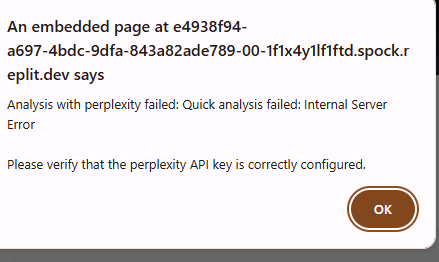 An embedded page at e4938f94-
a697-4bdc-9dfa-843a82ade789-00-1f1x4y1lf1ftd.spock.r
eplit.dev says
Analysis with perplexity failed: Quick analysis failed: Internal Server
Error
Please verify that the perplexity API key is correctly configured.
OK